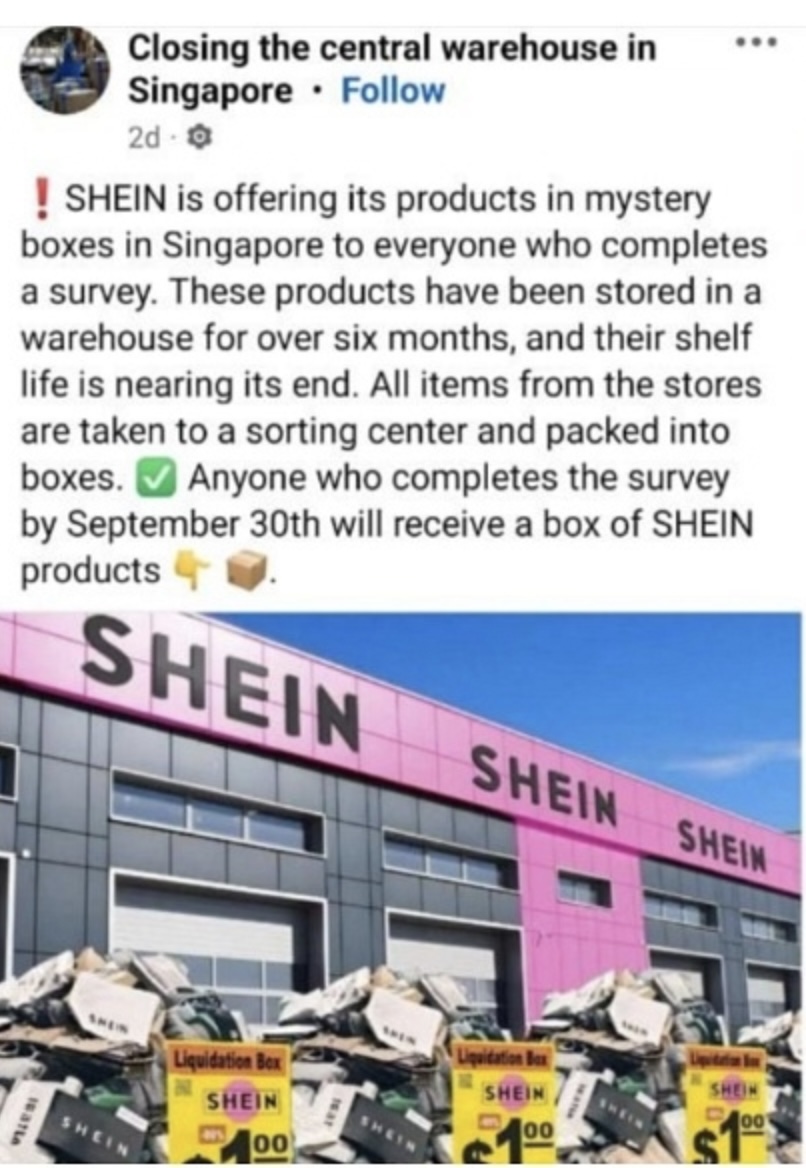 Closing the central warehouse in
Singapore · Follow
2d ·
❗ SHEIN is offering its products in mystery
boxes in Singapore to everyone who completes
a survey. These products have been stored in a
warehouse for over six months, and their shelf
life is nearing its end. All items from the stores
are taken to a sorting center and packed into
boxes. ✅ Anyone who completes the survey
by September 30th will receive a box of SHEIN
products 👇 📦.
SHEIN
SHEIN
SHEIN
SHEIN
SHEIN
SHEIN
Liquidation Box
SHEIN
Liquidation Box
SHEIN
Liquidation Box
SHEIN
SHEIN
SHEIN
SHEIN
$1.00
$1.00
$1.00